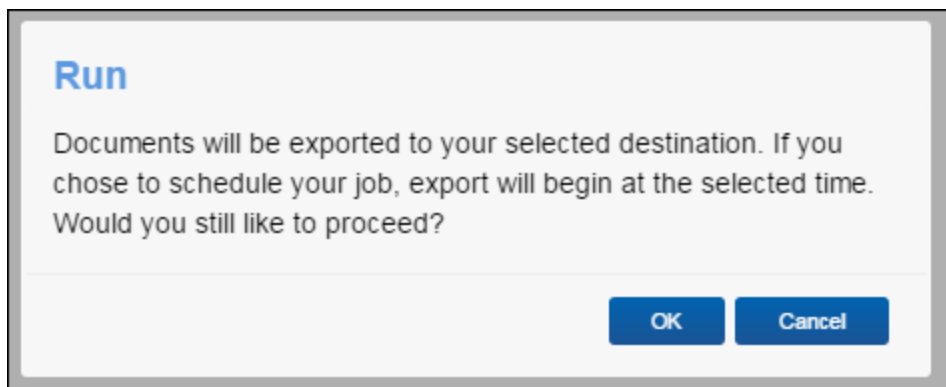 Run
Documents will be exported to your selected destination. If you
chose to schedule your job, export will begin at the selected time.
Would you still like to proceed?
OK Cancel